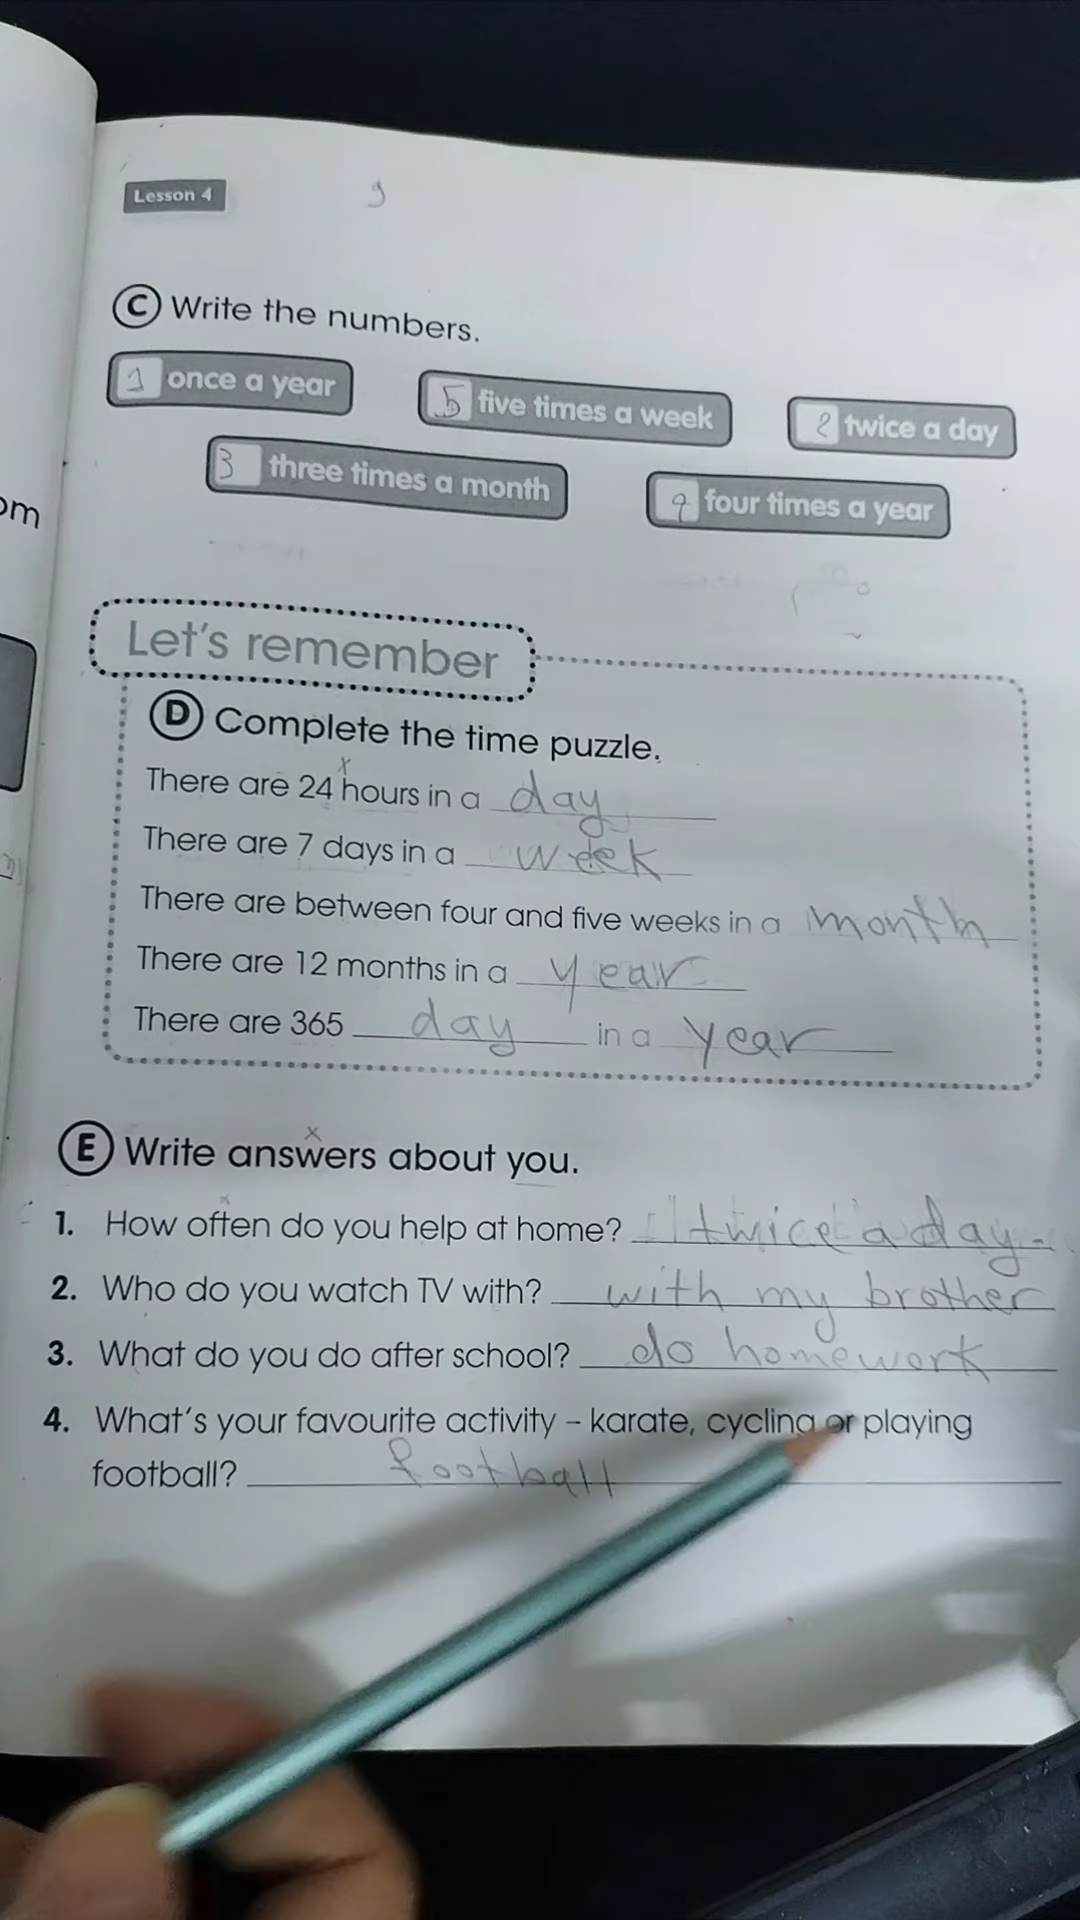 Lesson 4
C Write the numbers.
1 once a year
5 five times a week
2 twice a day
3 three times a month
four times a year
om
Let's remember
D Complete the time puzzle.
There are 24 hours in a day
There are 7 days in a week
There are between four and five weeks in a month
There are 12 months in a year
There are 365 day in a year
E Write answers about you.
1. How often do you help at home? twice a day.
2. Who do you watch TV with? with my brother
3. What do you do after school? do homework
4. What's your favourite activity – karate, cycling or playing
football? football